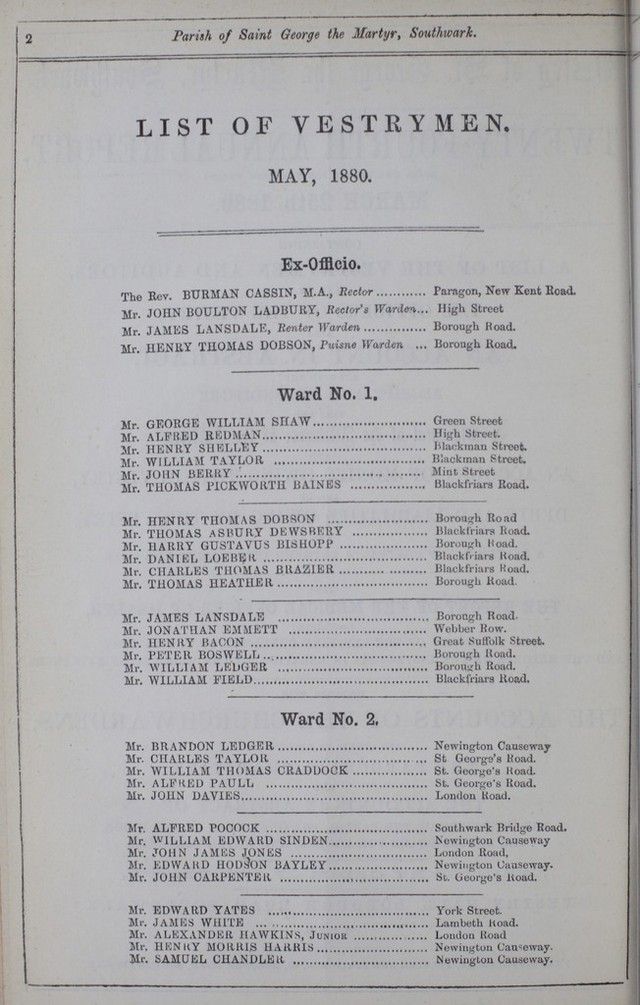 2 Parish of Saint George the Martyr, Southwark.
LIST OF VESTRYMEN.
MAY, 1880.
Ex-Officio.
The Rev. BURMAN CASSIN, M.A., Rector ............ Paragon, New Kent Road.
Mr. JOHN BOULTON LADBURY, Rector's Warden... High Street
Mr. JAMES LANSDALE, Renter Warden .............. Borough Road.
Mr. HENRY THOMAS DOBSON, Puisne Warden ... Borough Road.
Ward No. 1.
Mr. GEORGE WILLIAM SHAW......................... Green Street
Mr. ALFRED REDMAN.................................... High Street.
Mr. HENRY SHELLEY.................................... Blackman Street.
Mr. WILLIAM TAYLOR .................................. Blackman Street.
Mr. JOHN BERRY ......................................... Mint Street
Mr. THOMAS PICKWORTH BAINES ................. Blackfriars Road.
Mr. HENRY THOMAS DOBSON ...................... Borough Road
Mr. THOMAS ASBURY DEWSBERY ................. Blackfriars Road.
Mr. HARRY GUSTAVUS BISHOPP .................... Borough Road.
Mr. DANIEL LOEBER .................................... Blackfriars Road.
Mr. CHARLES THOMAS BRAZIER .................... Blackfriars Road.
Mr. THOMAS HEATHER ................................. Borough Road.
Mr. JAMES LANSDALE ................................. Borough Road.
Mr. JONATHAN EMMETT ............................... Webber Row.
Mr. HENRY BACON ....................................... Great Suffolk Street.
Mr. PETER BOSWELL..................................... Borough Road.
Mr. WILLIAM LEDGER .................................. Borough Road.
Mr. WILLIAM FIELD....................................... Blackfriars Road.
Ward No. 2.
Mr. BRANDON LEDGER ................................. Newington Causeway
Mr. CHARLES TAYLOR .................................. St George's Road.
Mr. WILLIAM THOMAS CRADDOCK ................. St. George's Road.
Mr. ALFRED PAULL .................................... St. George's Road.
Mr. JOHN DAVIES......................................... London Road.
Mr. ALFRED POCOCK .................................... Southwark Bridge Road.
Mr. WILLIAM EDWARD SINDEN...................... Newington Causeway
Mr. JOHN JAMES JONES .............................. London Road,
Mr. EDWARD HODSON BAYLEY...................... Newington Causeway.
Mr. JOHN CARPENTER ................................. St. George's Road.
Mr. EDWARD YATES .................................... York Street.
Mr. JAMES WHITE ....................................... Lambeth Road.
Mr. ALEXANDER HAWKINS, Junior ................. London Road
Mr. HENRY MORRIS HARRIS......................... Newington Causeway.
Mr. SAMUEL CHANDLER .............................. Newington Causeway.